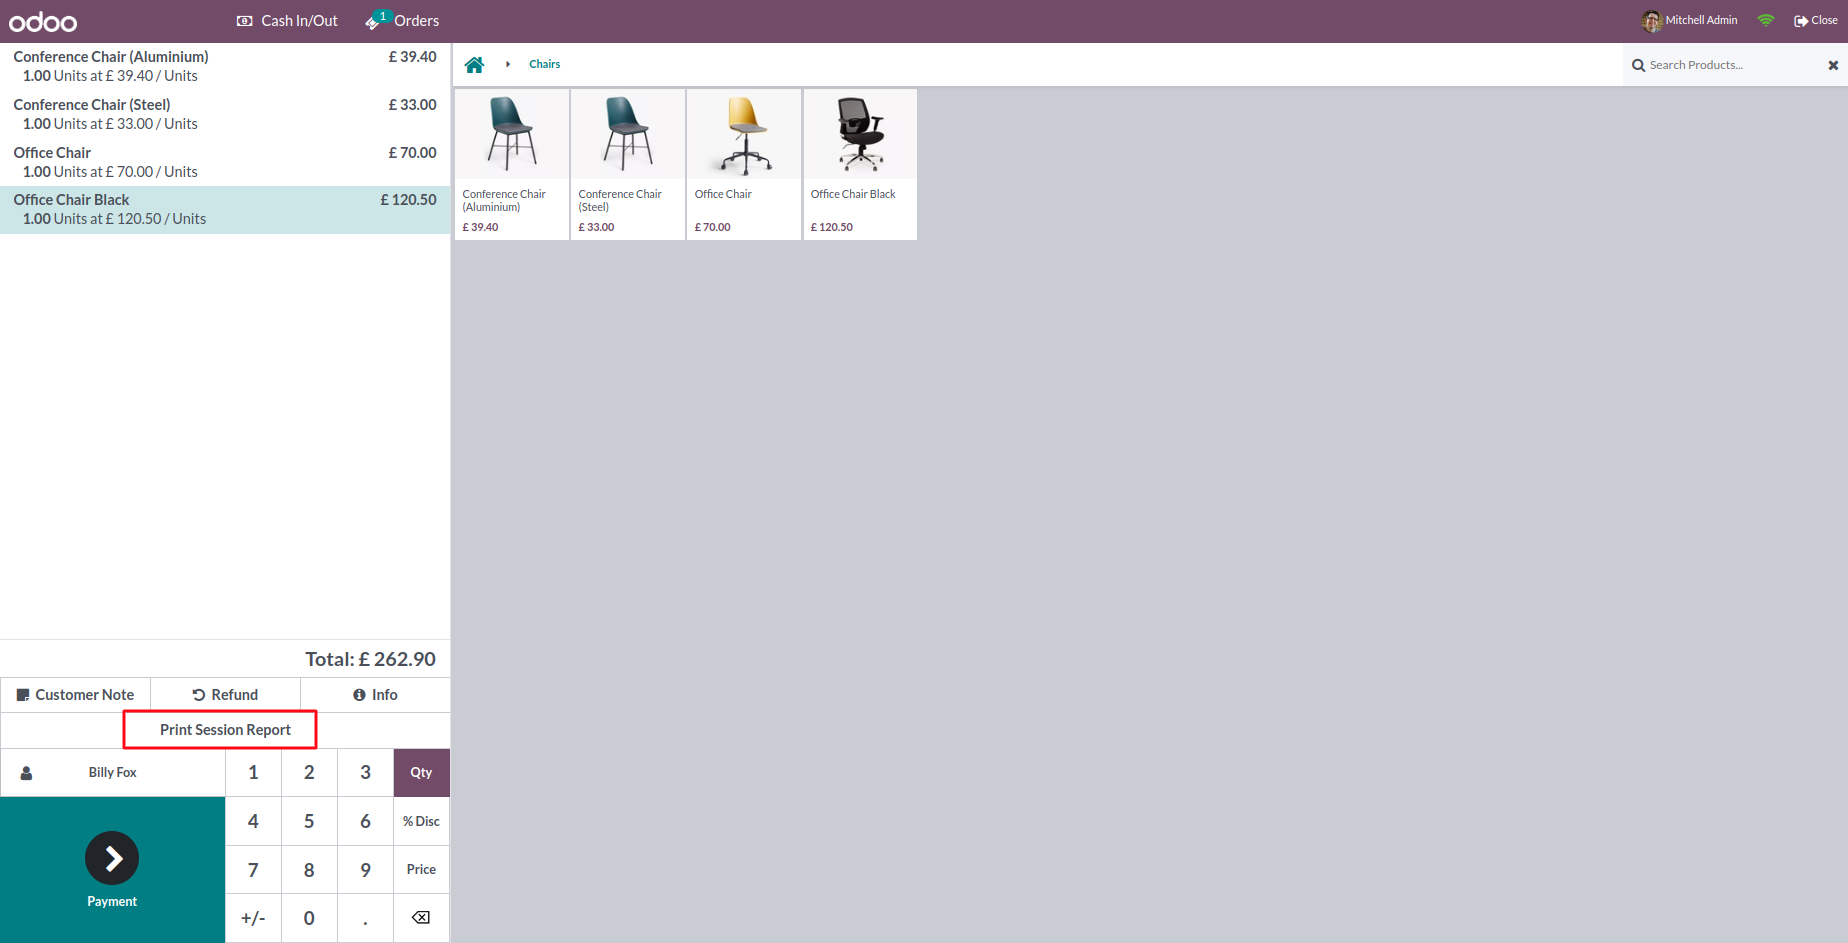 odoo
Cash In/Out
1
Orders
Mitchell Admin
Close
Conference Chair (Aluminium) £ 39.40
1.00 Units at £ 39.40 / Units
Conference Chair (Steel) £ 33.00
1.00 Units at £ 33.00 / Units
Office Chair £ 70.00
1.00 Units at £ 70.00 / Units
Office Chair Black £ 120.50
1.00 Units at £ 120.50 / Units
Total: £ 262.90
Customer Note
Refund
Info
Print Session Report
Billy Fox
Payment
1 2 3 Qty
4 5 6 % Disc
7 8 9 Price
+/- 0 .
Chairs
Search Products...
Conference Chair
(Aluminium)
£ 39.40
Conference Chair
(Steel)
£ 33.00
Office Chair
£ 70.00
Office Chair Black
£ 120.50